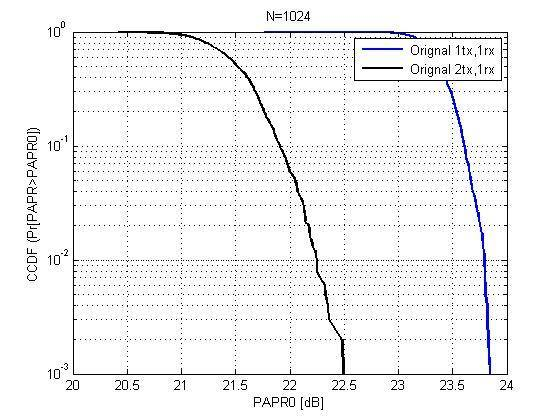 N=1024
10^0
Orignal 1tx,1rx
Orignal 2tx,1rx
10^-1
CCDF (Pr[PAPR>PAPR0])
10^-2
10^-3
20 20.5 21 21.5 22 22.5 23 23.5 24
PAPR0 [dB]